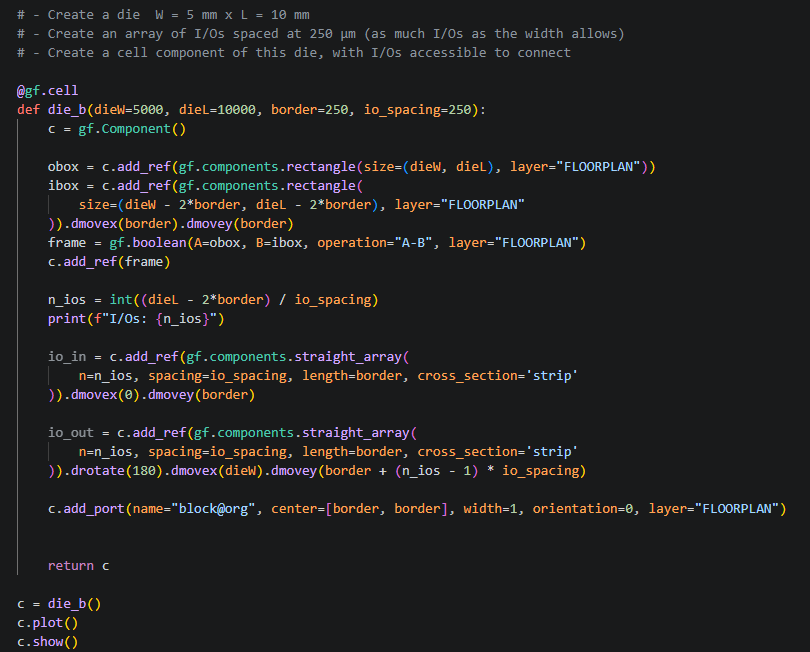 # - Create a die  W = 5 mm x L = 10 mm
# - Create an array of I/Os spaced at 250 µm (as much I/Os as the width allows)
# - Create a cell component of this die, with I/Os accessible to connect

@gf.cell
def die_b(dieW=5000, dieL=10000, border=250, io_spacing=250):
    c = gf.Component()

    obox = c.add_ref(gf.components.rectangle(size=(dieW, dieL), layer="FLOORPLAN"))
    ibox = c.add_ref(gf.components.rectangle(
        size=(dieW - 2*border, dieL - 2*border), layer="FLOORPLAN"
    )).dmovex(border).dmovey(border)
    frame = gf.boolean(A=obox, B=ibox, operation="A-B", layer="FLOORPLAN")
    c.add_ref(frame)

    n_ios = int((dieL - 2*border) / io_spacing)
    print(f"I/Os: {n_ios}")

    io_in = c.add_ref(gf.components.straight_array(
        n=n_ios, spacing=io_spacing, length=border, cross_section='strip'
    )).dmovex(0).dmovey(border)

    io_out = c.add_ref(gf.components.straight_array(
        n=n_ios, spacing=io_spacing, length=border, cross_section='strip'
    )).drotate(180).dmovex(dieW).dmovey(border + (n_ios - 1) * io_spacing)

    c.add_port(name="block@org", center=[border, border], width=1, orientation=0, layer="FLOORPLAN")


    return c

c = die_b()
c.plot()
c.show()